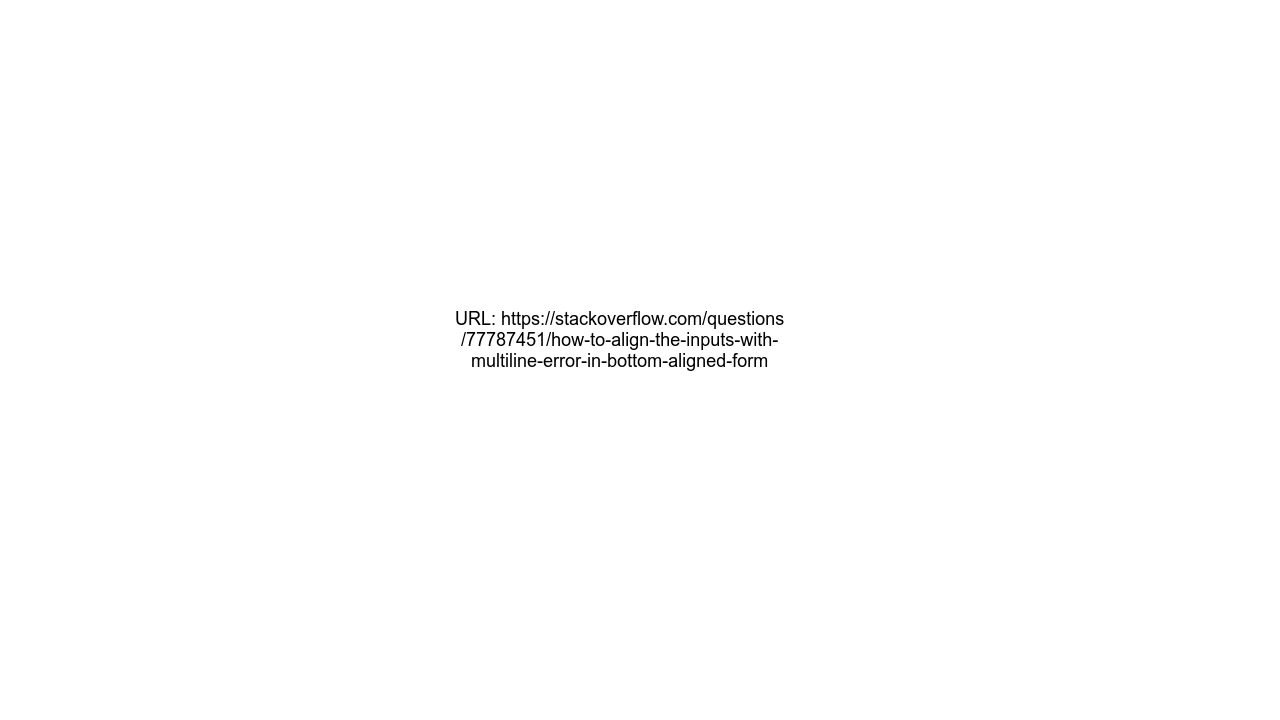 URL: https://stackoverflow.com/questions
/77787451/how-to-align-the-inputs-with-
multiline-error-in-bottom-aligned-form